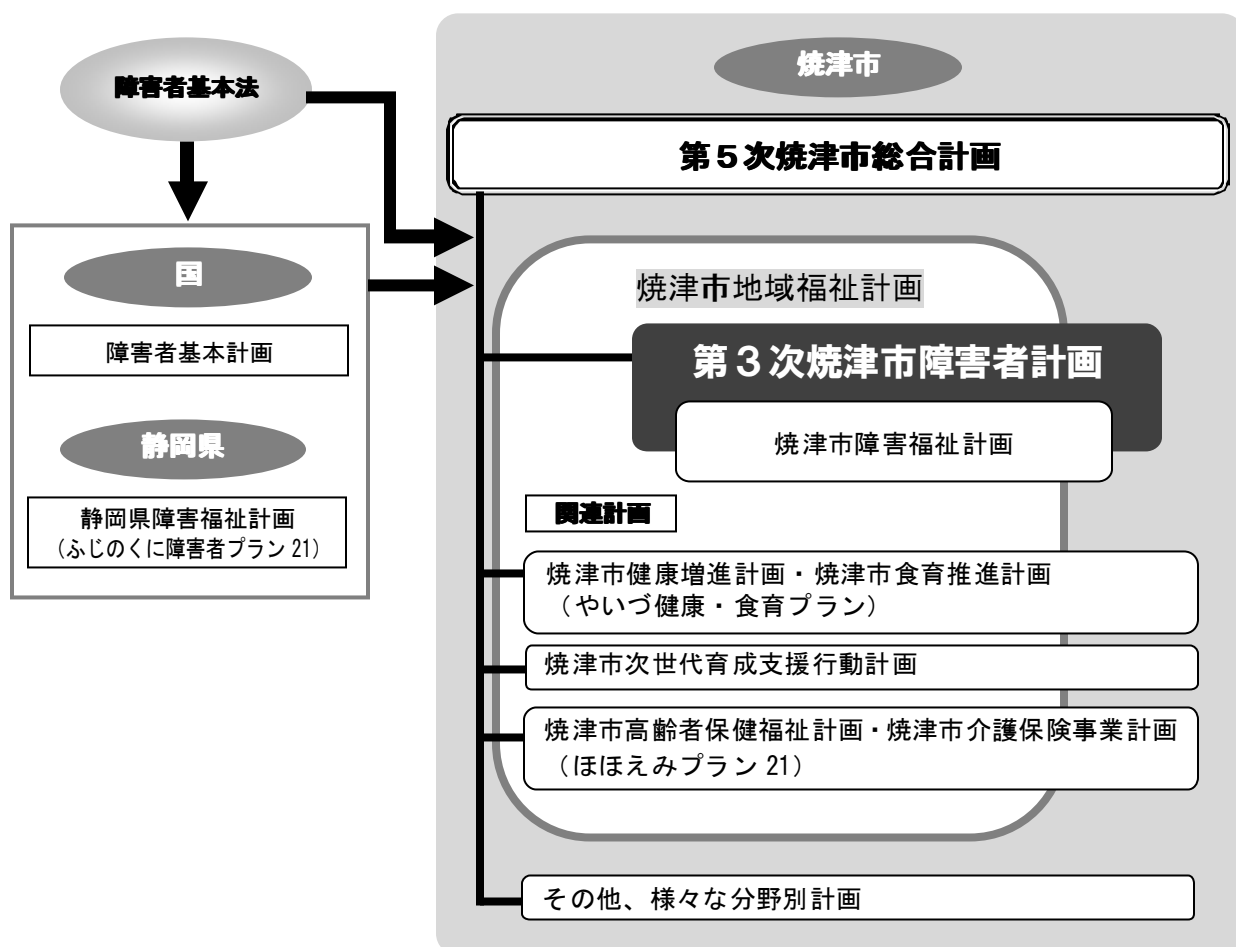 障害者基本法
国
障害者基本計画
静岡県
静岡県障害福祉計画
（ふじのくに障害者プラン21）
焼津市
第５次焼津市総合計画
焼津市地域福祉計画
第３次焼津市障害者計画
焼津市障害福祉計画
関連計画
焼津市健康増進計画・焼津市食育推進計画
（やいづ健康・食育プラン）
焼津市次世代育成支援行動計画
焼津市高齢者保健福祉計画・焼津市介護保険事業計画
（ほほえみプラン21）
その他、様々な分野別計画